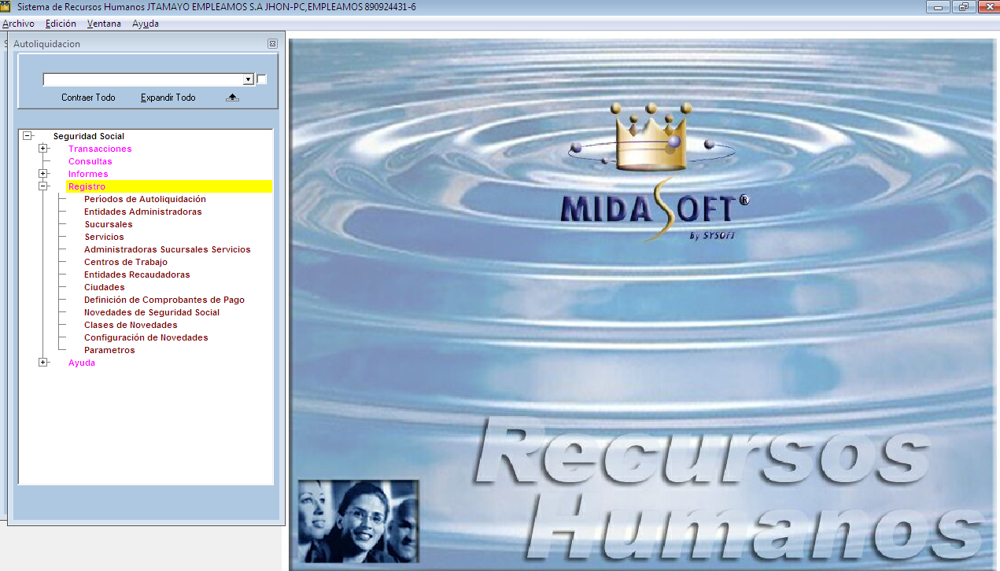 Sistema de Recursos Humanos JTAMAYO EMPLEAMOS S.A JHON-PC,EMPLEAMOS 890924431-6
Archivo Edición Ventana Ayuda
Autoliquidacion
Contraer Todo Expandir Todo
Seguridad Social
Transacciones
Consultas
Informes
Registro
Períodos de Autoliquidación
Entidades Administradoras
Sucursales
Servicios
Administradoras Sucursales Servicios
Centros de Trabajo
Entidades Recaudadoras
Ciudades
Definición de Comprobantes de Pago
Novedades de Seguridad Social
Clases de Novedades
Configuración de Novedades
Parametros
Ayuda
MIDASOFT®
By SYSOFT
Recursos
Humanos